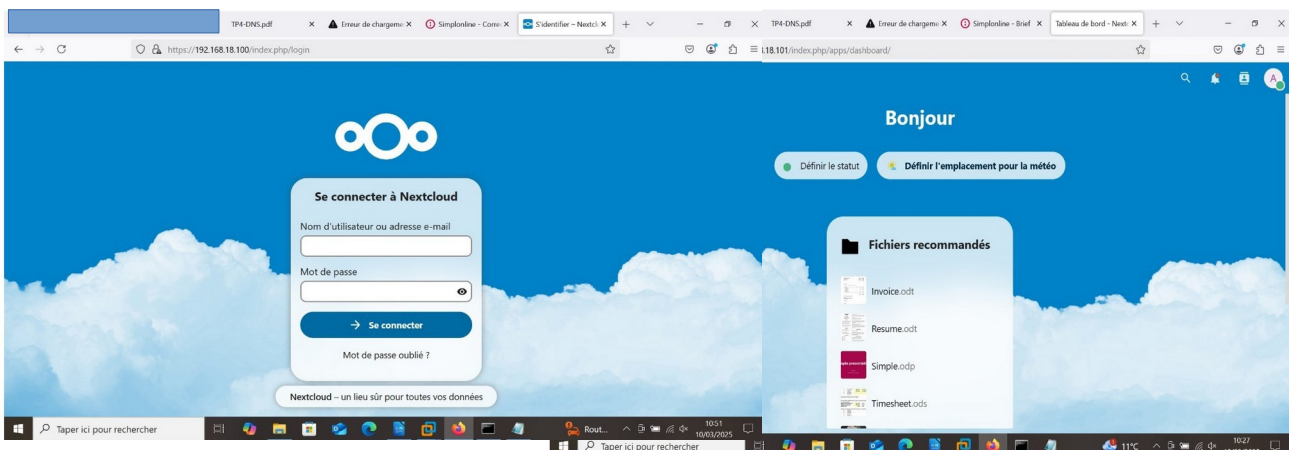 TP4-DNS.pdf
Erreur de chargeme
Simplonline - Correc
S'identifier – Nextcl
https://192.168.18.100/index.php/login
Se connecter à Nextcloud
Nom d'utilisateur ou adresse e-mail
Mot de passe
Se connecter
Mot de passe oublié ?
Nextcloud – un lieu sûr pour toutes vos données
Taper ici pour rechercher
Rout...
10:51
10/03/2025
TP4-DNS.pdf
Erreur de chargeme
Simplonline - Brief
Tableau de bord - Nextc
.18.101/index.php/apps/dashboard/
A
Bonjour
Définir le statut
Définir l'emplacement pour la météo
Fichiers recommandés
Invoice.odt
Resume.odt
Simple.odp
Timesheet.ods
Taper ici pour rechercher
11°C
10:27